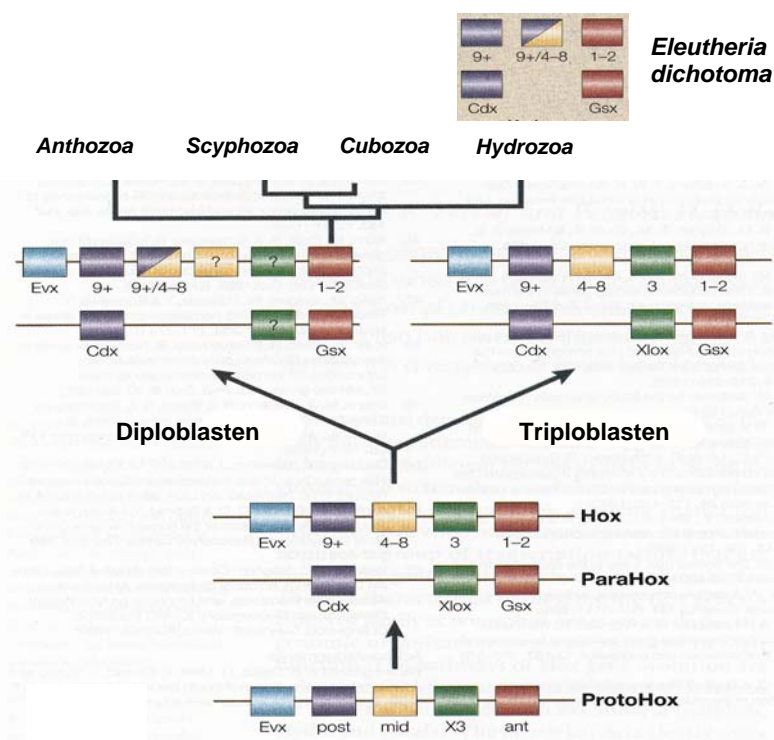 9+ 9+/4–8 1–2
Eleutheria
dichotoma
Cdx Gsx
Anthozoa Scyphozoa Cubozoa Hydrozoa
? ?
Evx 9+ 9+/4–8 1–2
?
Cdx Gsx
Evx 9+ 4–8 3 1–2
Cdx Xlox Gsx
Diploblasten Triploblasten
Hox
Evx 9+ 4–8 3 1–2
ParaHox
Cdx Xlox Gsx
ProtoHox
Evx post mid X3 ant